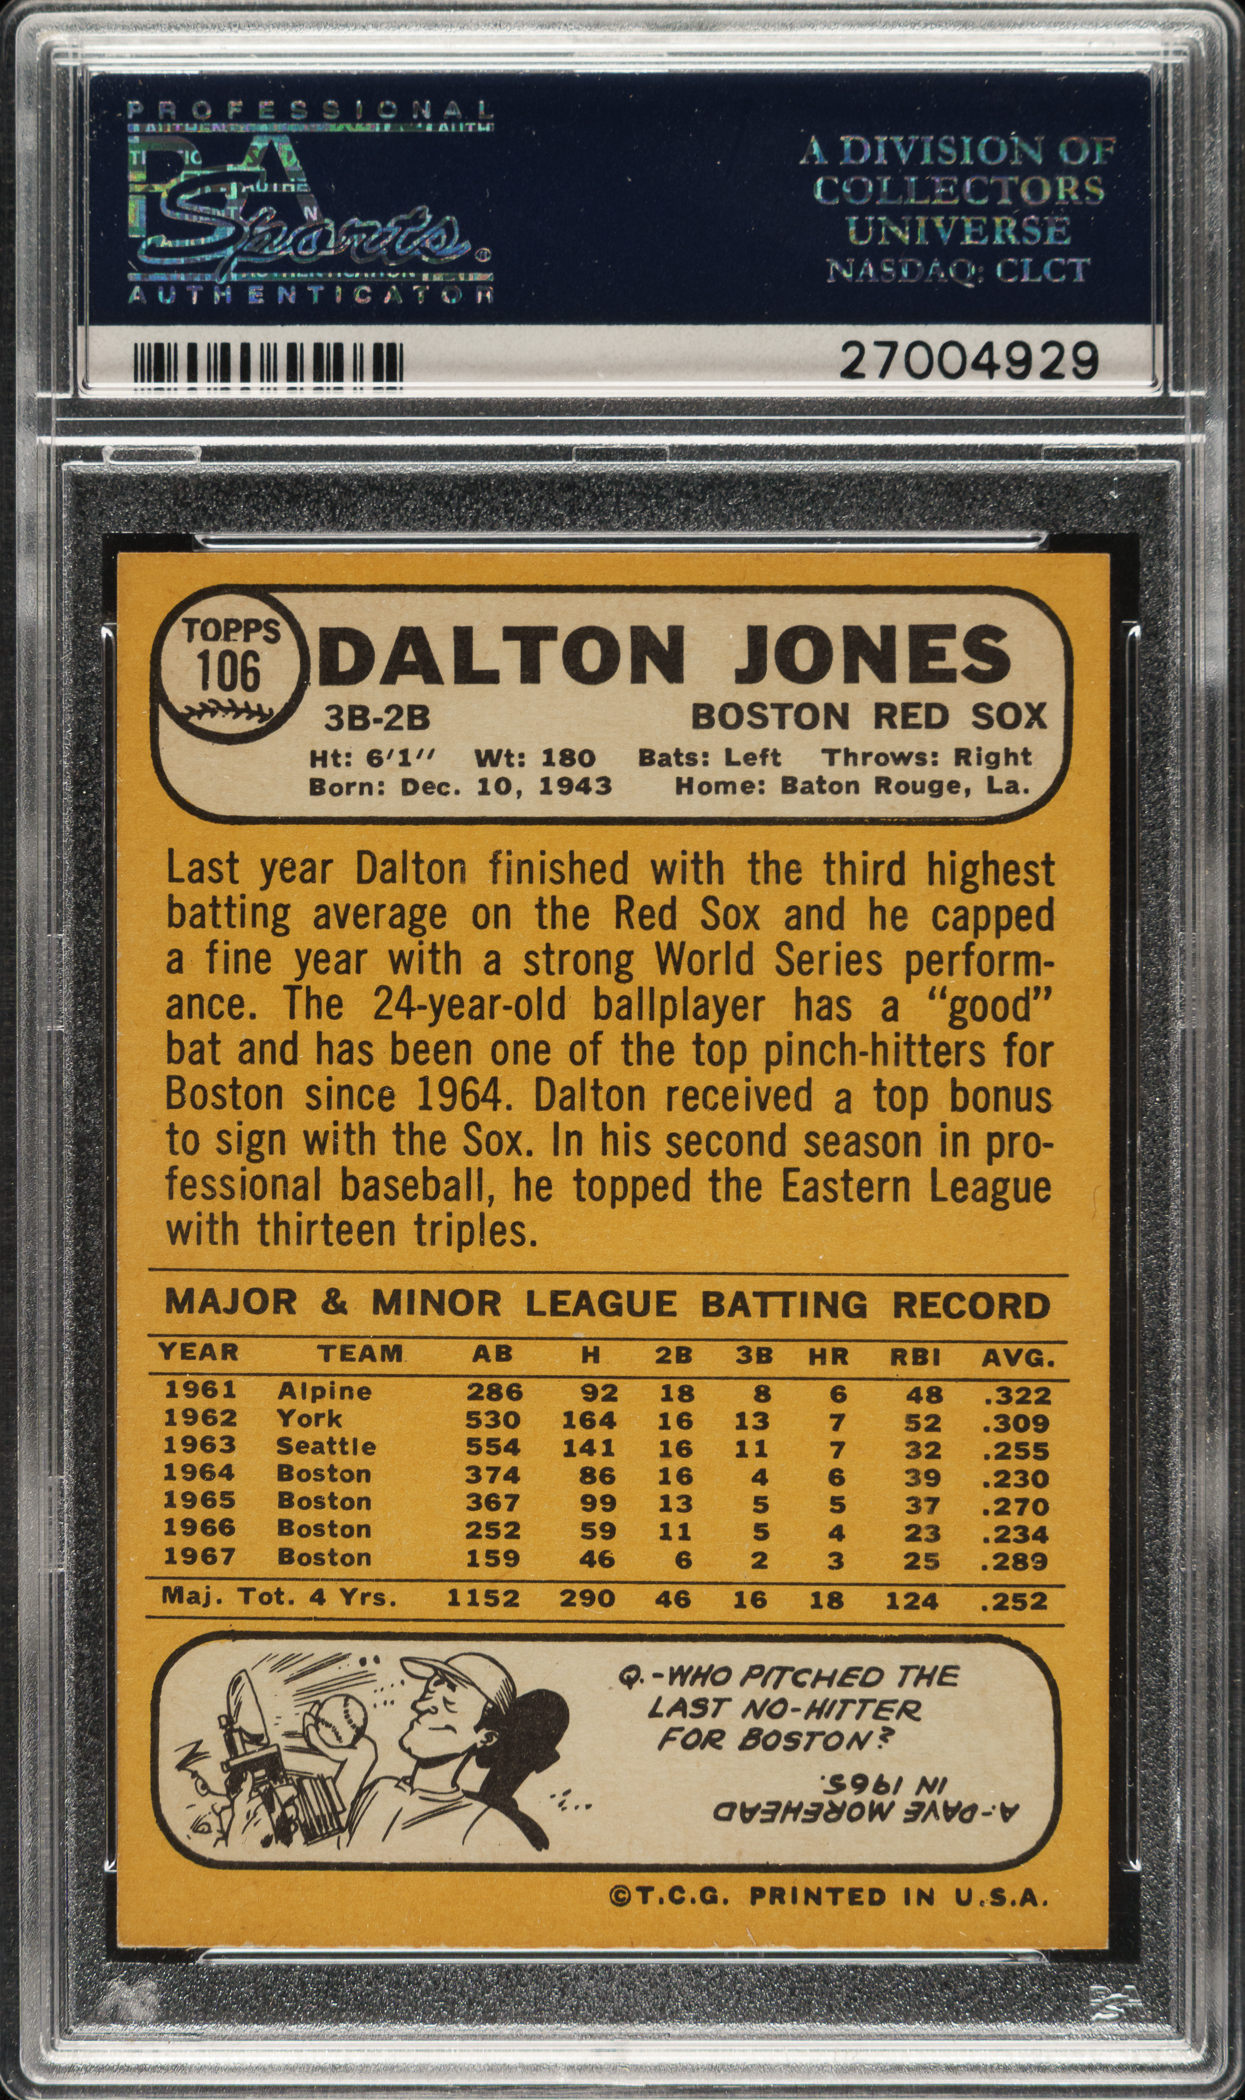 PROFESSIONAL
PSA
Sports
AUTHENTICATOR
A DIVISION OF
COLLECTORS
UNIVERSE
NASDAQ: CLCT
27004929
TOPPS
106
DALTON JONES
3B-2B BOSTON RED SOX
Ht: 6'1'' Wt: 180 Bats: Left Throws: Right
Born: Dec. 10, 1943 Home: Baton Rouge, La.
Last year Dalton finished with the third highest
batting average on the Red Sox and he capped
a fine year with a strong World Series perform-
ance. The 24-year-old ballplayer has a “good”
bat and has been one of the top pinch-hitters for
Boston since 1964. Dalton received a top bonus
to sign with the Sox. In his second season in pro-
fessional baseball, he topped the Eastern League
with thirteen triples.
MAJOR & MINOR LEAGUE BATTING RECORD
YEAR TEAM AB H 2B 3B HR RBI AVG.
1961 Alpine 286 92 18 8 6 48 .322
1962 York 530 164 16 13 7 52 .309
1963 Seattle 554 141 16 11 7 32 .255
1964 Boston 374 86 16 4 6 39 .230
1965 Boston 367 99 13 5 5 37 .270
1966 Boston 252 59 11 5 4 23 .234
1967 Boston 159 46 6 2 3 25 .289
Maj. Tot. 4 Yrs. 1152 290 46 16 18 124 .252
Q.-WHO PITCHED THE
LAST NO-HITTER
FOR BOSTON?
A-DAVE MOREHEAD
IN 1965.
©T.C.G. PRINTED IN U.S.A.
PSA